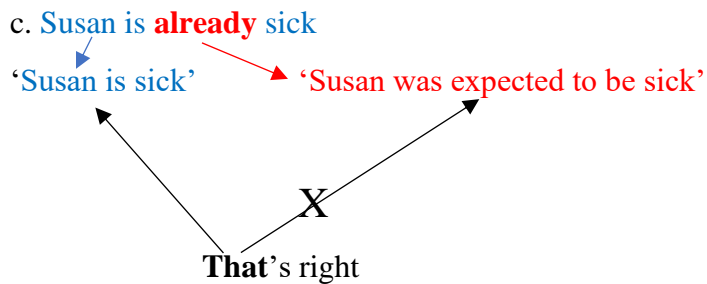 c. Susan is already sick
‘Susan is sick’ ‘Susan was expected to be sick’
X
That’s right